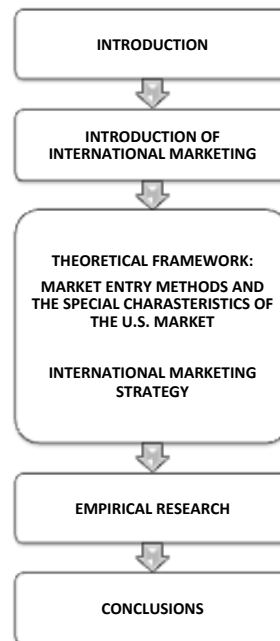 INTRODUCTION
INTRODUCTION OF
INTERNATIONAL MARKETING
THEORETICAL FRAMEWORK:
MARKET ENTRY METHODS AND
THE SPECIAL CHARASTERISTICS OF
THE U.S. MARKET
INTERNATIONAL MARKETING
STRATEGY
EMPIRICAL RESEARCH
CONCLUSIONS